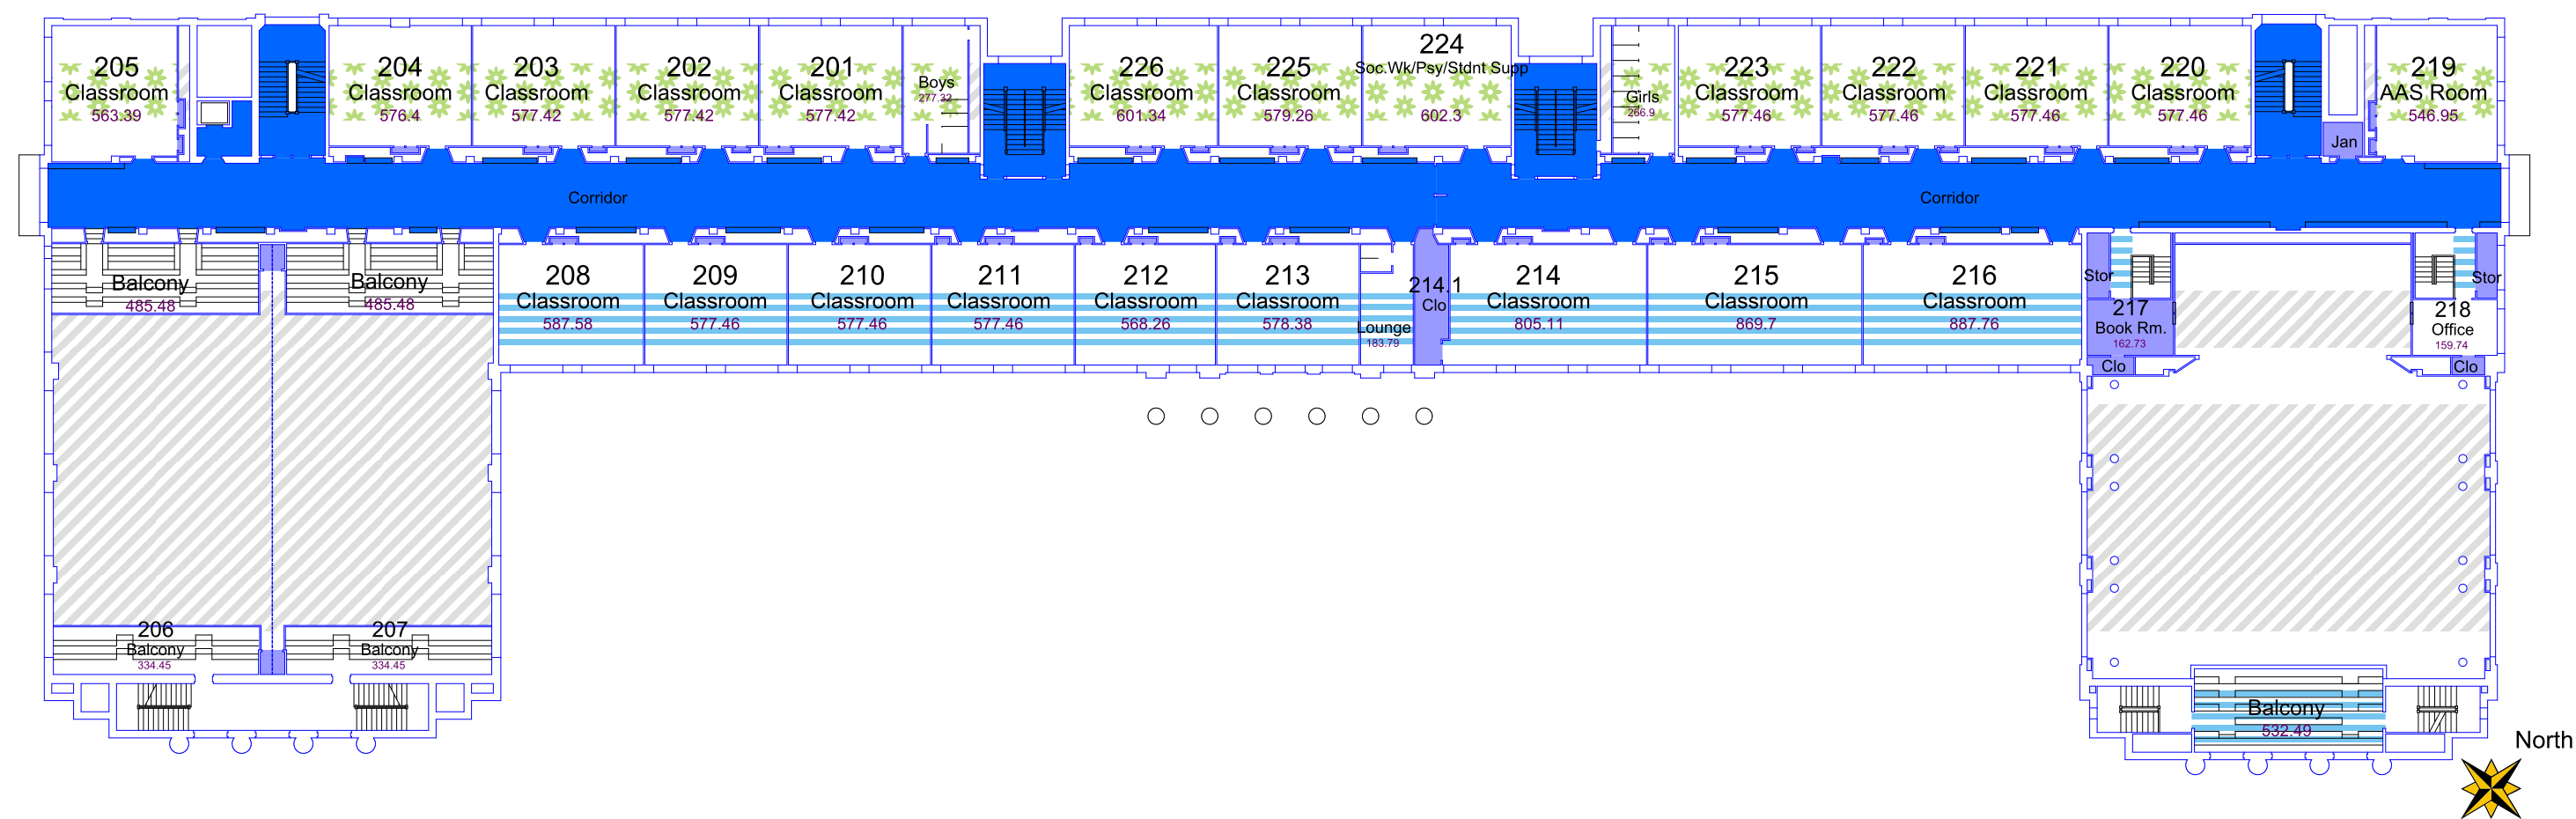 205
Classroom
563.39
204
Classroom
576.4
203
Classroom
577.42
202
Classroom
577.42
201
Classroom
577.42
Boys
277.32
226
Classroom
601.34
225
Classroom
579.26
224
Soc.Wk/Psy/Stdnt Supp
602.3
Girls
266.9
223
Classroom
577.46
222
Classroom
577.46
221
Classroom
577.46
220
Classroom
577.46
Jan
219
AAS Room
546.95
Corridor
Corridor
Balcony
485.48
Balcony
485.48
208
Classroom
587.58
209
Classroom
577.46
210
Classroom
577.46
211
Classroom
577.46
212
Classroom
568.26
213
Classroom
578.38
Lounge
183.79
214.1
Clo
214
Classroom
805.11
215
Classroom
869.7
216
Classroom
887.76
Stor
217
Book Rm.
162.73
Clo
Stor
218
Office
159.74
Clo
206
Balcony
334.45
207
Balcony
334.45
Balcony
532.49
North